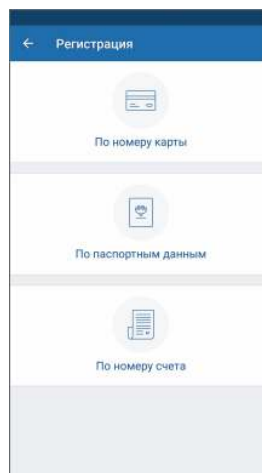 Регистрация
По номеру карты
По паспортным данным
По номеру счета